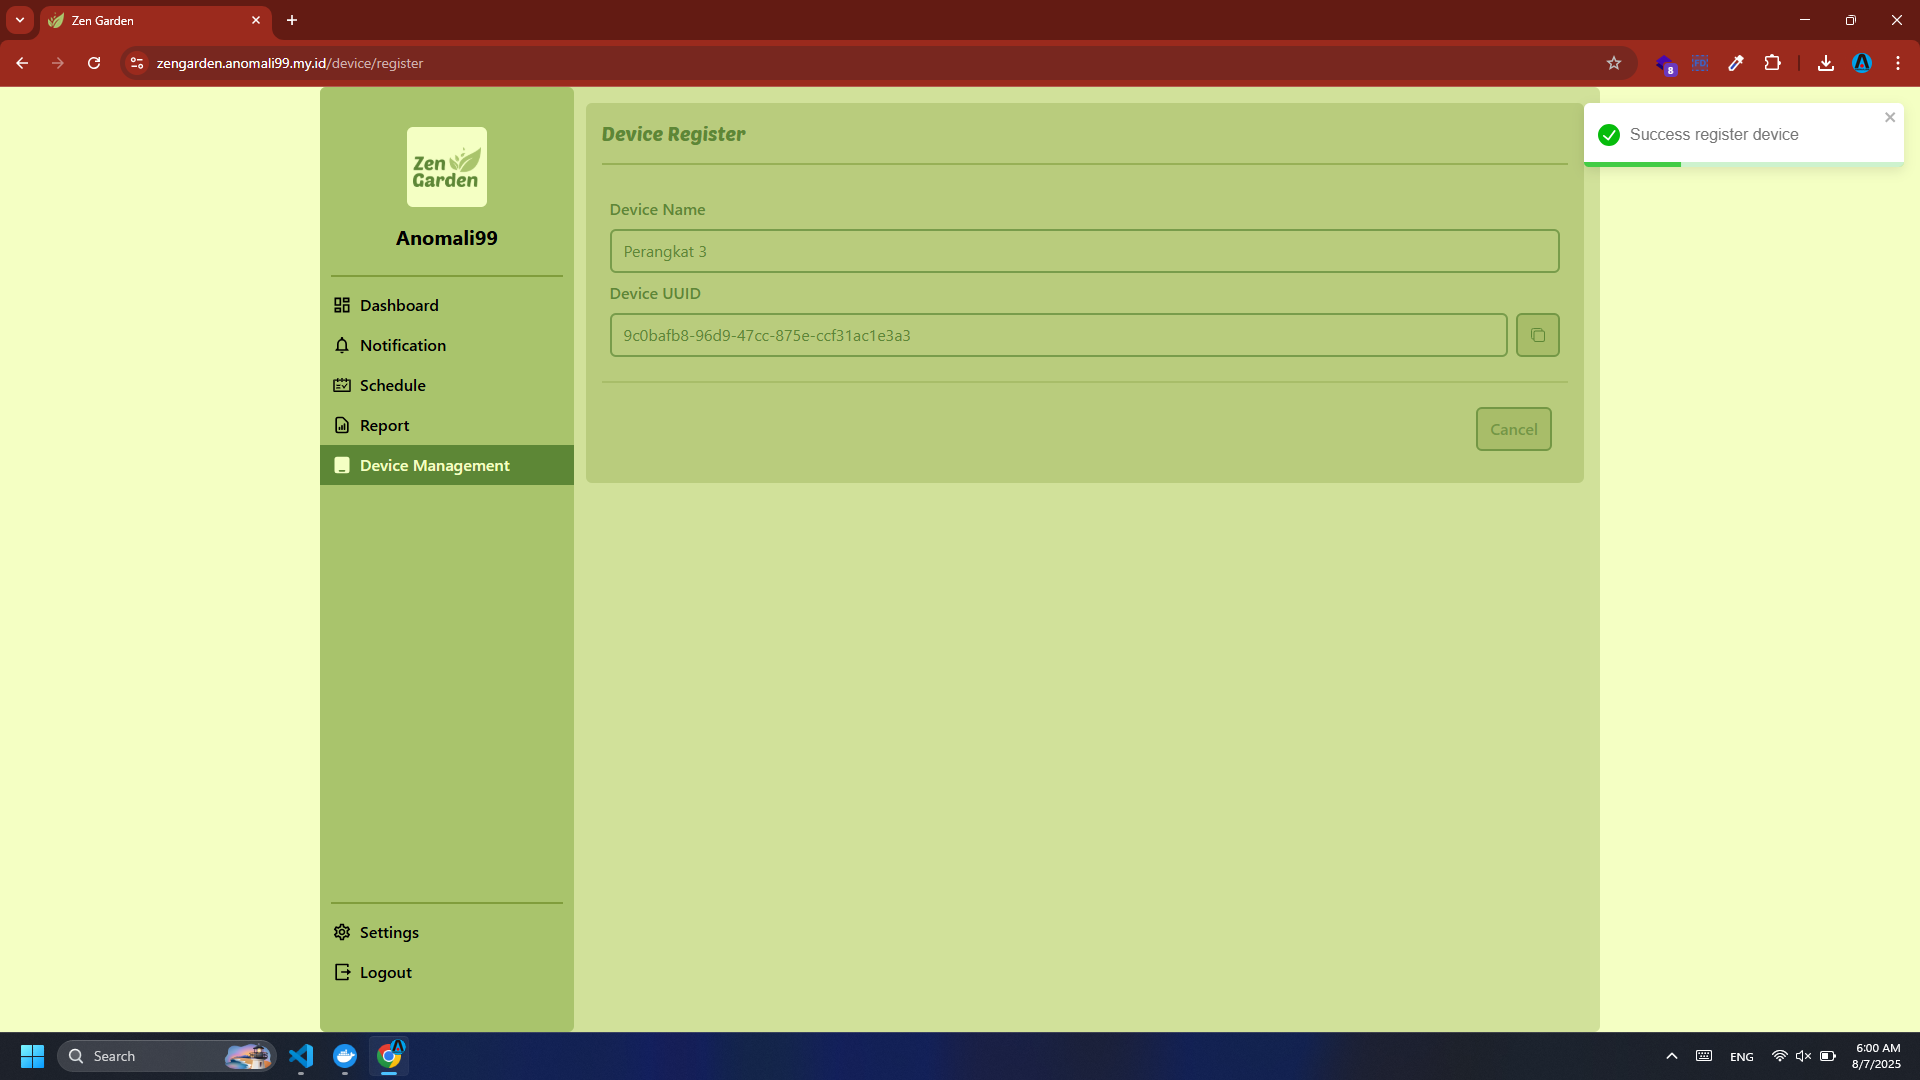 Zen Garden
zengarden.anomali99.my.id/device/register
8
Zen
Garden
Anomali99
Dashboard
Notification
Schedule
Report
Device Management
Settings
Logout
Device Register
Device Name
Perangkat 3
Device UUID
9c0bafb8-96d9-47cc-875e-ccf31ac1e3a3
Cancel
Success register device
Search
ENG
6:00 AM
8/7/2025